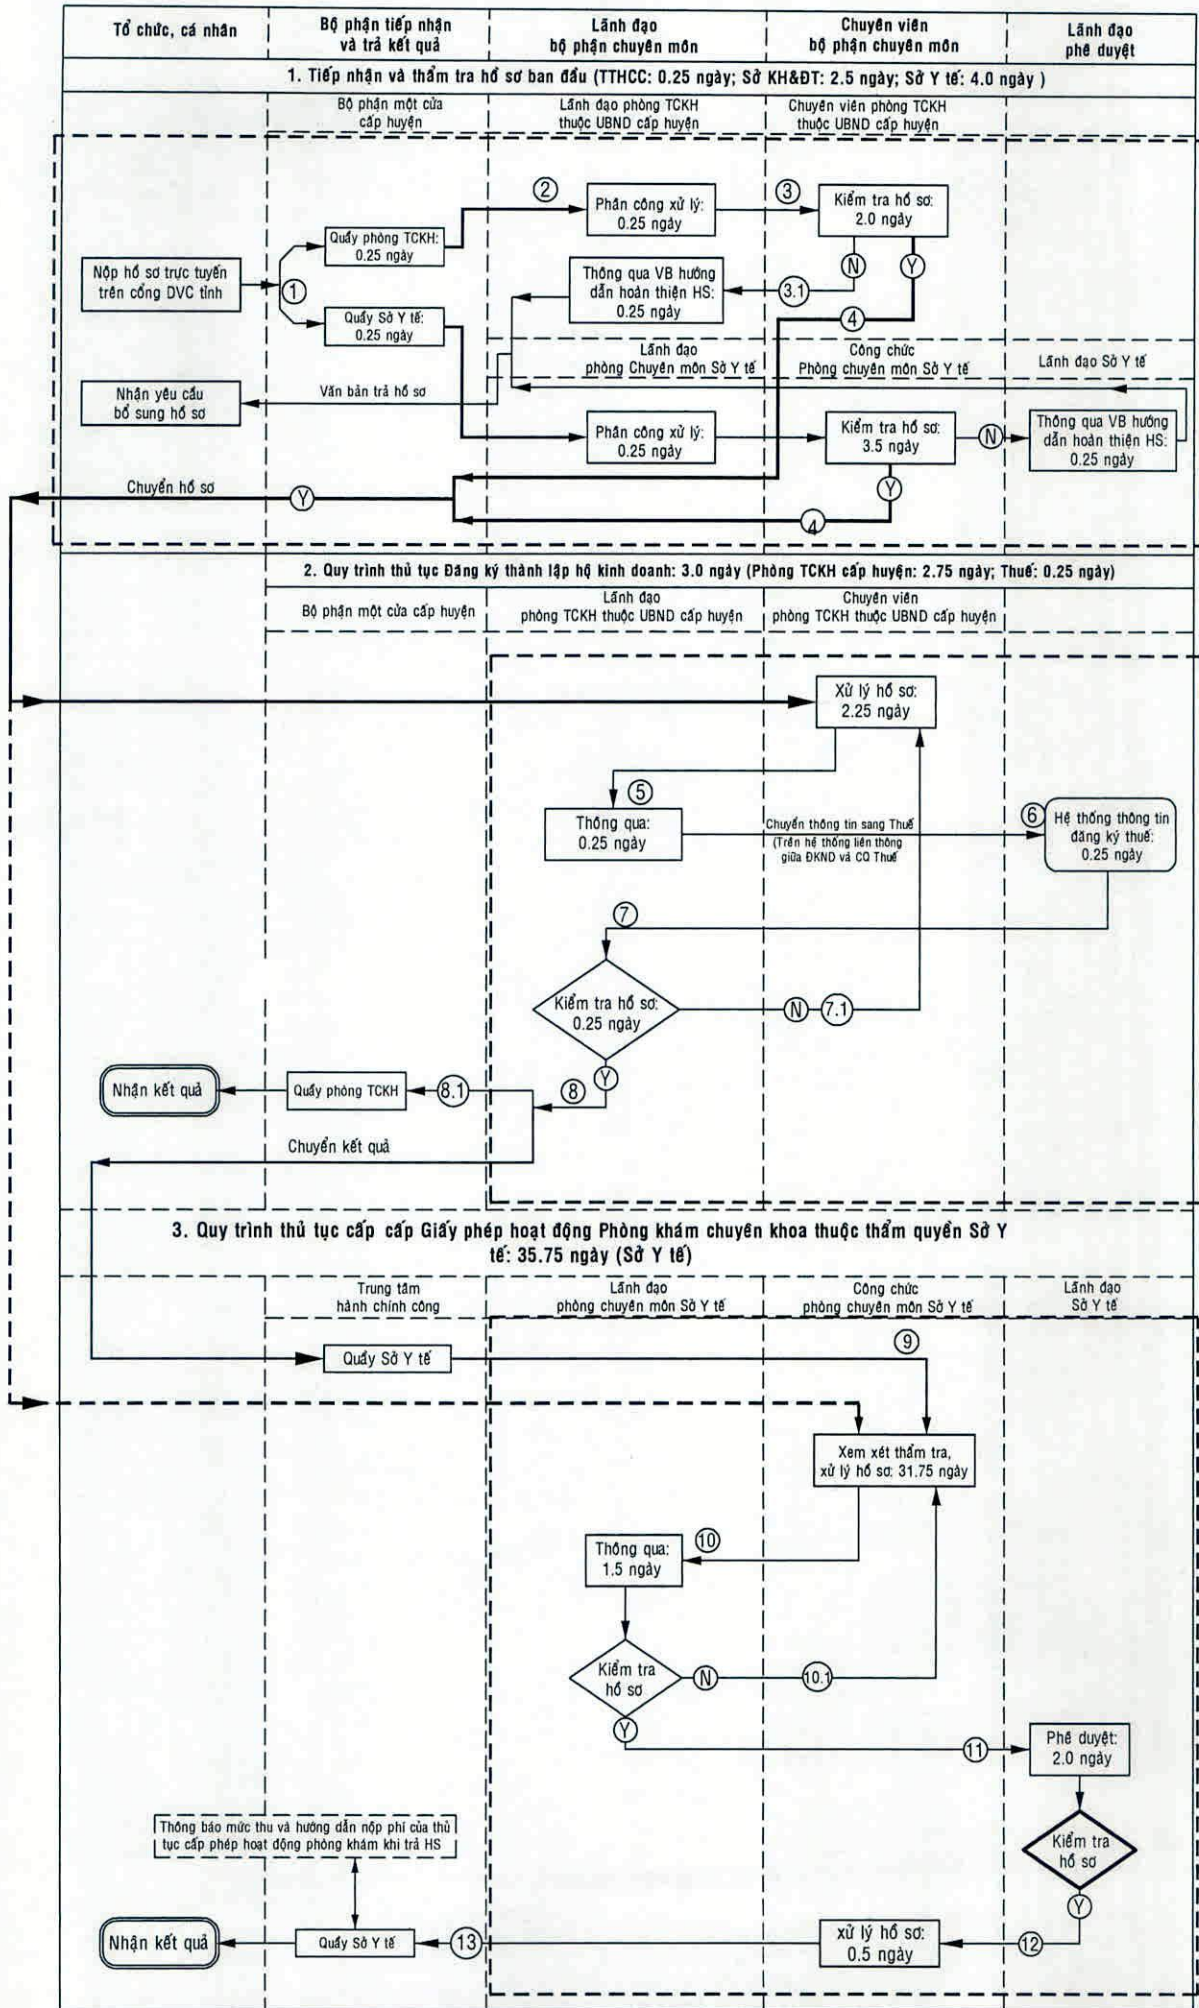 Tổ chức, cá nhân
Bộ phận tiếp nhận
và trả kết quả
Lãnh đạo
bộ phận chuyên môn
Chuyên viên
bộ phận chuyên môn
Lãnh đạo
phê duyệt
1. Tiếp nhận và thẩm tra hồ sơ ban đầu (TTHCC: 0.25 ngày; Sở KH&ĐT: 2.5 ngày; Sở Y tế: 4.0 ngày )
Bộ phận một cửa
cấp huyện
Lãnh đạo phòng TCKH
thuộc UBND cấp huyện
Chuyên viên phòng TCKH
thuộc UBND cấp huyện
2
Phân công xử lý:
0.25 ngày
3
Kiểm tra hồ sơ:
2.0 ngày
Quầy phòng TCKH:
0.25 ngày
Nộp hồ sơ trực tuyến
trên cổng DVC tỉnh
1
Thông qua VB hướng
dẫn hoàn thiện HS:
0.25 ngày
3.1
N
Y
Quầy Sở Y tế:
0.25 ngày
4
Lãnh đạo
phòng Chuyên môn Sở Y tế
Công chức
Phòng chuyên môn Sở Y tế
Lãnh đạo Sở Y tế
Nhận yêu cầu
bổ sung hồ sơ
Văn bản trả hồ sơ
Phân công xử lý:
0.25 ngày
Kiểm tra hồ sơ:
3.5 ngày
N
Thông qua VB hướng
dẫn hoàn thiện HS:
0.25 ngày
Y
Chuyển hồ sơ
Y
4
2. Quy trình thủ tục Đăng ký thành lập hộ kinh doanh: 3.0 ngày (Phòng TCKH cấp huyện: 2.75 ngày; Thuế: 0.25 ngày)
Bộ phận một cửa cấp huyện
Lãnh đạo
phòng TCKH thuộc UBND cấp huyện
Chuyên viên
phòng TCKH thuộc UBND cấp huyện
Xử lý hồ sơ:
2.25 ngày
5
Thông qua:
0.25 ngày
Chuyển thông tin sang Thuế
(Trên hệ thống liên thông
giữa ĐKND và CQ Thuế
6
Hệ thống thông tin
đăng ký thuế:
0.25 ngày
7
Kiểm tra hồ sơ:
0.25 ngày
N
7.1
Y
Nhận kết quả
Quầy phòng TCKH
8.1
8
Chuyển kết quả
3. Quy trình thủ tục cấp cấp Giấy phép hoạt động Phòng khám chuyên khoa thuộc thẩm quyền Sở Y
tế: 35.75 ngày (Sở Y tế)
Trung tâm
hành chính công
Lãnh đạo
phòng chuyên môn Sở Y tế
Công chức
phòng chuyên môn Sở Y tế
Lãnh đạo
Sở Y tế
Quầy Sở Y tế
9
Xem xét thẩm tra,
xử lý hồ sơ: 31.75 ngày
Thông qua:
1.5 ngày
10
Kiểm tra
hồ sơ
N
10.1
Y
11
Phê duyệt:
2.0 ngày
Thông báo mức thu và hướng dẫn nộp phí của thủ
tục cấp phép hoạt động phòng khám khi trả HS
Kiểm tra
hồ sơ
Y
Nhận kết quả
Quầy Sở Y tế
13
xử lý hồ sơ:
0.5 ngày
12